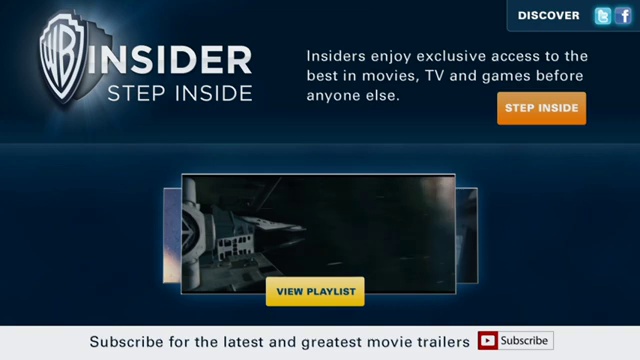 DISCOVER
WB INSIDER
STEP INSIDE
Insiders enjoy exclusive access to the
best in movies, TV and games before
anyone else.
STEP INSIDE
VIEW PLAYLIST
Subscribe for the latest and greatest movie trailers
Subscribe